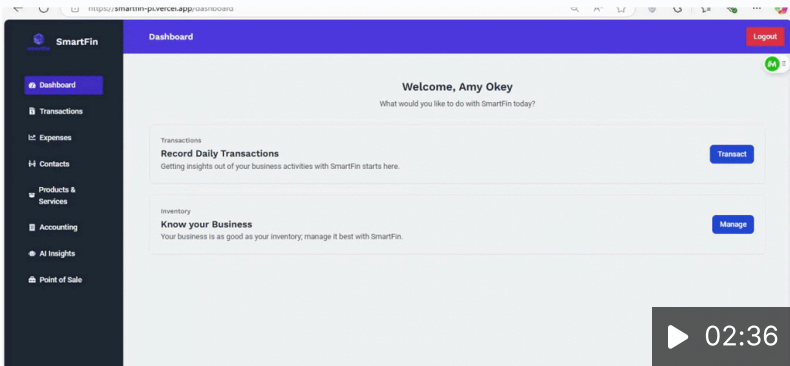 https://smartfin-pi.vercel.app/dashboard
SmartFin
Dashboard
Logout
Dashboard
Transactions
Expenses
Contacts
Products &
Services
Accounting
AI Insights
Point of Sale
Welcome, Amy Okey
What would you like to do with SmartFin today?
Transactions
Record Daily Transactions
Getting insights out of your business activities with SmartFin starts here.
Transact
Inventory
Know your Business
Your business is as good as your inventory; manage it best with SmartFin.
Manage
02:36